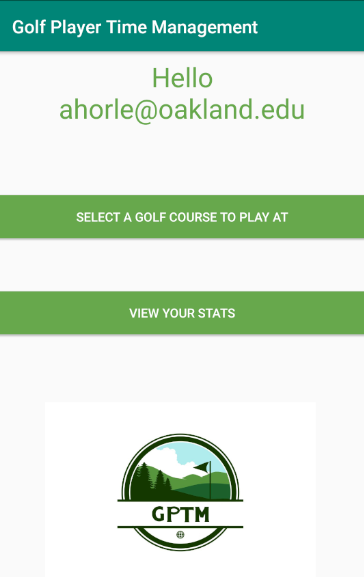 Golf Player Time Management
Hello
ahorle@oakland.edu
SELECT A GOLF COURSE TO PLAY AT
VIEW YOUR STATS
GPTM